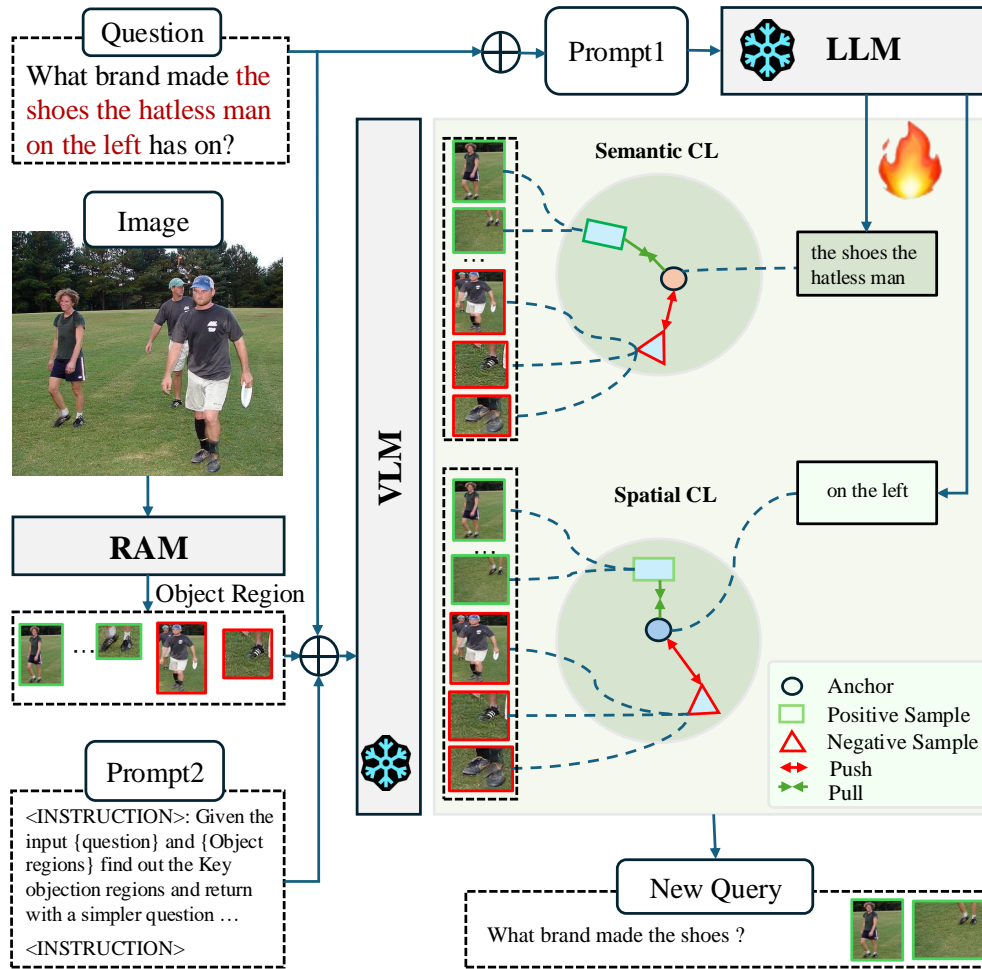 Question
What brand made the
shoes the hatless man
on the left has on?
Prompt1
LLM
Image
RAM
Object Region
...
Prompt2
<INSTRUCTION>: Given the
input {question} and {Object
regions} find out the Key
objection regions and return
with a simpler question ...
<INSTRUCTION>
VLM
Semantic CL
...
the shoes the
hatless man
Spatial CL
...
on the left
Anchor
Positive Sample
Negative Sample
Push
Pull
New Query
What brand made the shoes ?